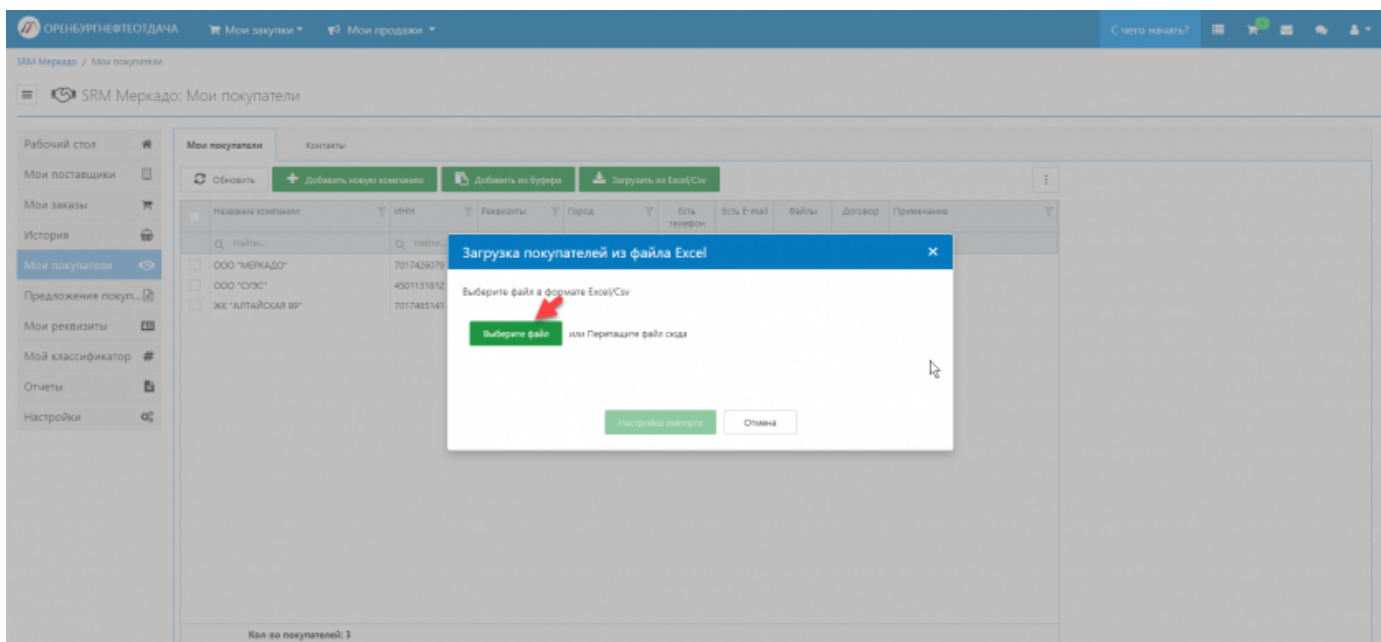 ОРЕНБУРГНЕФТЕОТДАЧА
Мои закупки
Мои продажи
С чего начать?
SRM Меркадо / Мои покупатели
SRM Меркадо: Мои покупатели
Рабочий стол
Мои поставщики
Мои заказы
История
Мои покупатели
Предложения покуп...
Мои реквизиты
Мой классификатор
Отчеты
Настройки
Мои покупатели
Контакты
Обновить
Добавить новую компанию
Добавить из буфера
Загрузить из Excel/Csv
Название компании
ИНН
Реквизиты
Город
Есть телефон
Есть E-mail
Файлы
Договор
Примечание
Найти...
Найти...
ООО "МЕРКАДО"
7017426079
ООО "СУЭС"
4501131812
ЖК "АЛТАЙСКАЯ 89"
7017465141
Загрузка покупателей из файла Excel
Выберите файл в формате Excel/Csv
Выберите файл
или Перетащите файл сюда
Настройка импорта
Отмена
Кол-во покупателей: 3